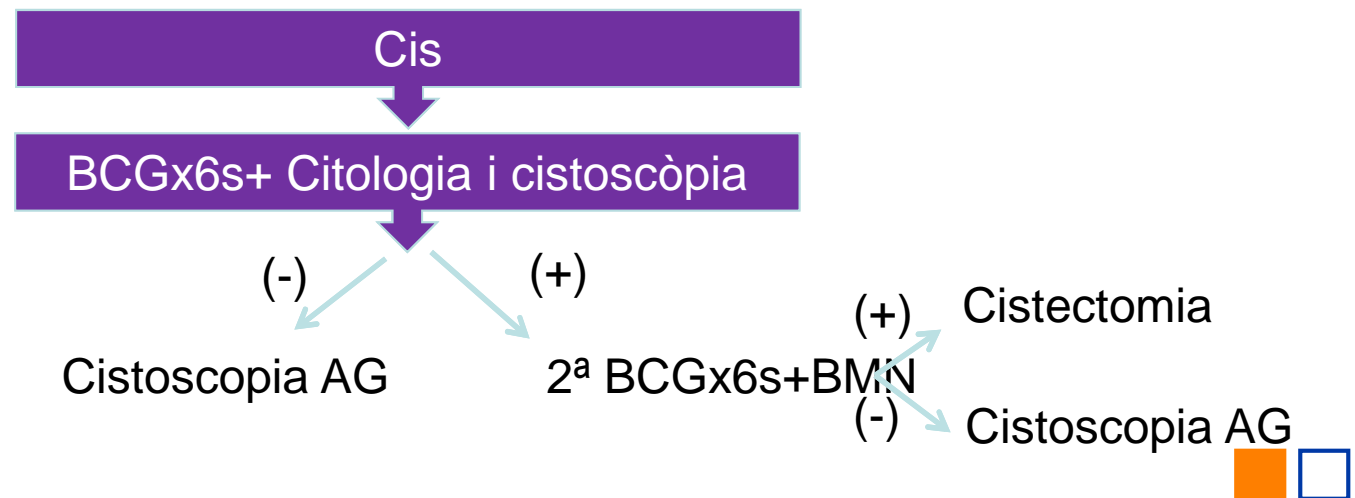 Cis
BCGx6s+ Citologia i cistoscòpia
(-)
(+)
Cistoscopia AG
2ª BCGx6s+BMN
(+)
Cistectomia
(-)
Cistoscopia AG